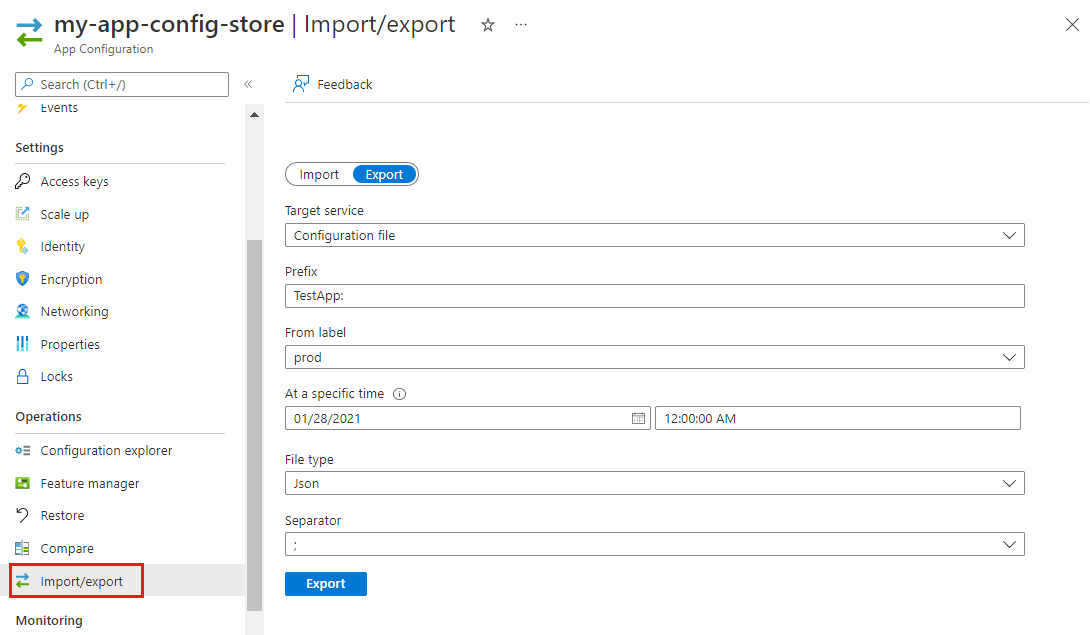 my-app-config-store | Import/export
App Configuration
Search (Ctrl+/)
Feedback
Events
Settings
Access keys
Scale up
Identity
Encryption
Networking
Properties
Locks
Operations
Configuration explorer
Feature manager
Restore
Compare
Import/export
Monitoring
Import Export
Target service
Configuration file
Prefix
TestApp:
From label
prod
At a specific time
01/28/2021 12:00:00 AM
File type
Json
Separator
;
Export